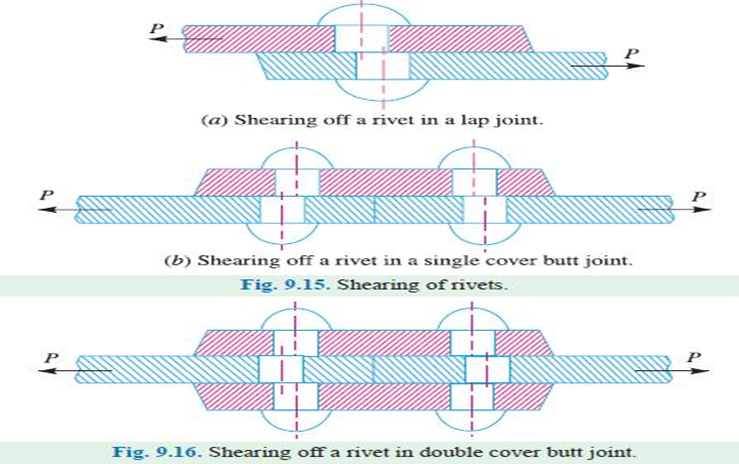 P
P
(a) Shearing off a rivet in a lap joint.
P
P
(b) Shearing off a rivet in a single cover butt joint.
Fig. 9.15. Shearing of rivets.
P
P
Fig. 9.16. Shearing off a rivet in double cover butt joint.